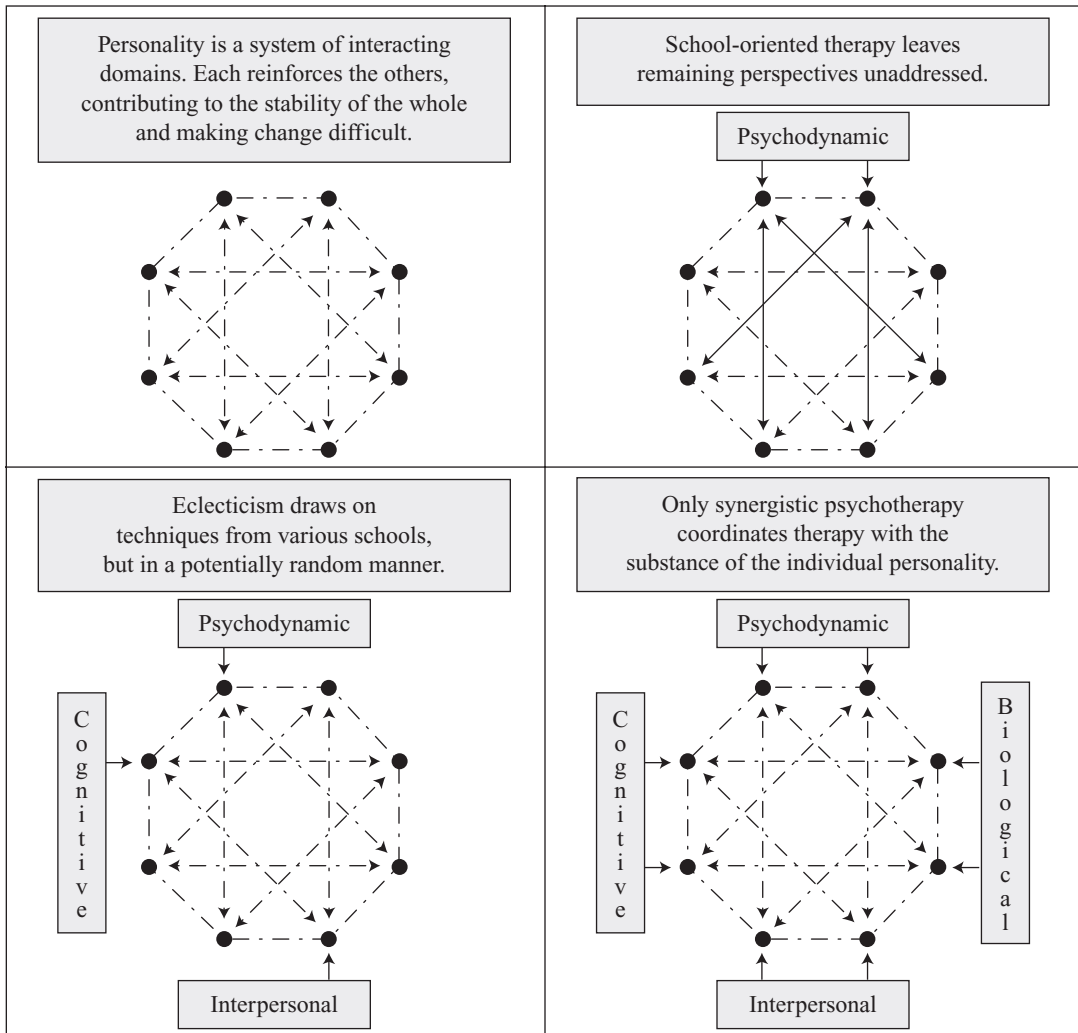 Personality is a system of interacting
domains. Each reinforces the others,
contributing to the stability of the whole
and making change difficult.
School-oriented therapy leaves
remaining perspectives unaddressed.
Psychodynamic
Eclecticism draws on
techniques from various schools,
but in a potentially random manner.
Psychodynamic
Cognitive
Interpersonal
Only synergistic psychotherapy
coordinates therapy with the
substance of the individual personality.
Psychodynamic
Cognitive
Biological
Interpersonal